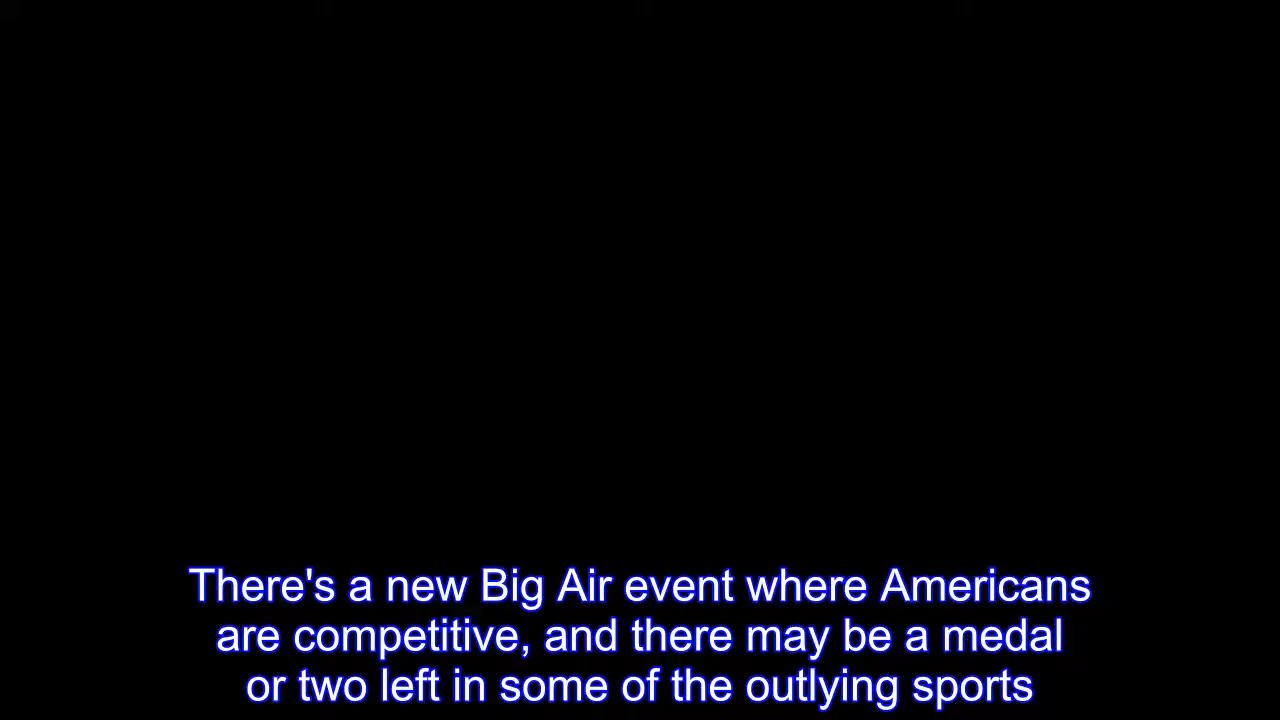 There's a new Big Air event where Americans
are competitive, and there may be a medal
or two left in some of the outlying sports